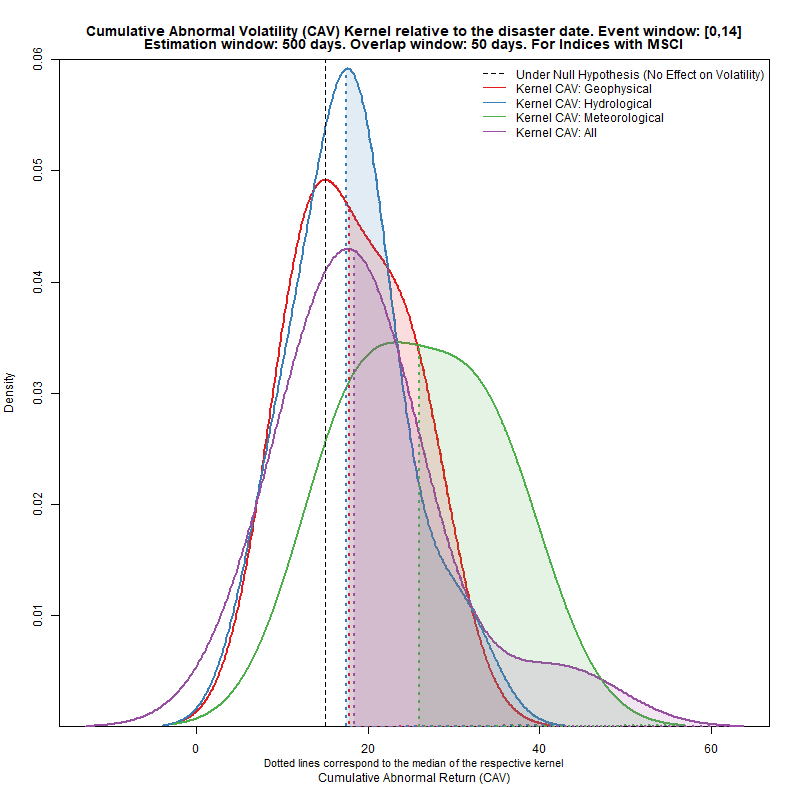 Cumulative Abnormal Volatility (CAV) Kernel relative to the disaster date. Event window: [0,14]
Estimation window: 500 days. Overlap window: 50 days. For Indices with MSCI
Under Null Hypothesis (No Effect on Volatility)
Kernel CAV: Geophysical
Kernel CAV: Hydrological
Kernel CAV: Meteorological
Kernel CAV: All
0.06
0.05
0.04
0.03
0.02
0.01
Density
0 20 40 60
Dotted lines correspond to the median of the respective kernel
Cumulative Abnormal Return (CAV)